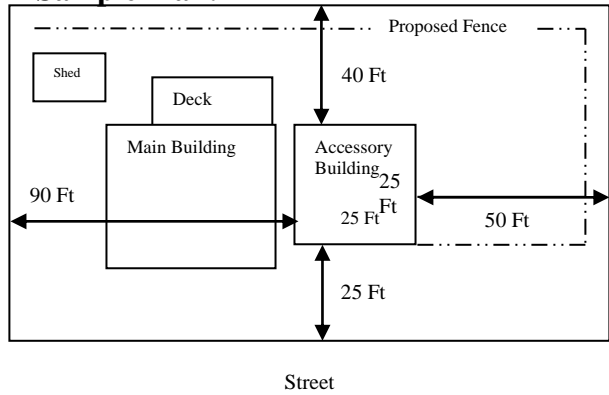 Proposed Fence
Shed
40 Ft
Deck
Main Building
Accessory
Building
25
Ft
90 Ft
25 Ft
50 Ft
25 Ft
Street